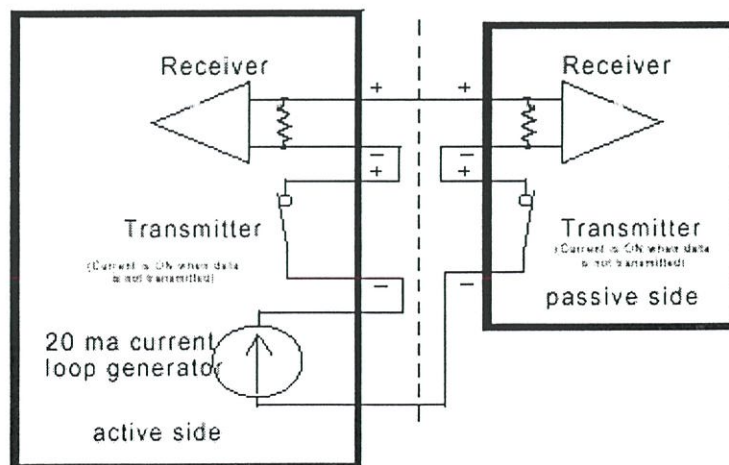 Receiver
+
+
Receiver
−
+
−
+
Transmitter
(Current is ON when data
is not transmitted)
Transmitter
(Current is ON when data
is not transmitted)
−
−
passive side
20 ma current
loop generator
active side